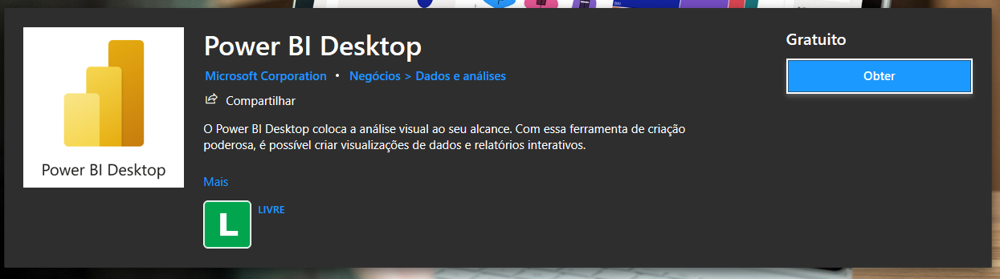 Power BI Desktop
Power BI Desktop
Microsoft Corporation • Negócios > Dados e análises
Compartilhar
O Power BI Desktop coloca a análise visual ao seu alcance. Com essa ferramenta de criação
poderosa, é possível criar visualizações de dados e relatórios interativos.
Mais
L LIVRE
Gratuito
Obter